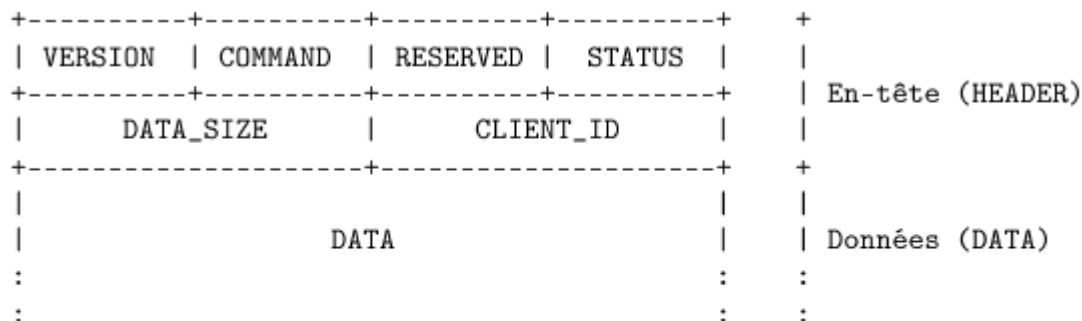 VERSION COMMAND RESERVED STATUS
En-tête (HEADER)
DATA_SIZE CLIENT_ID
DATA Données (DATA)